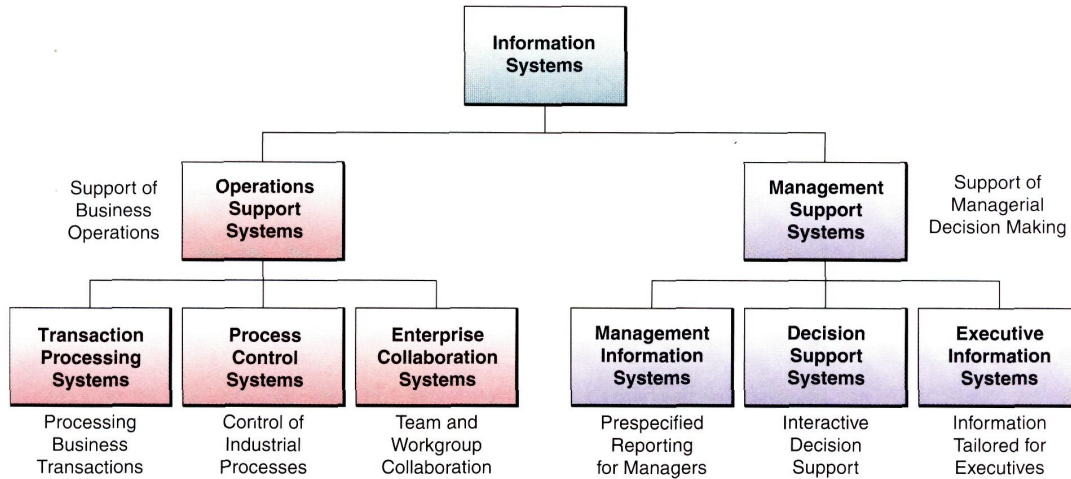 Information
Systems
Support of
Business
Operations
Operations
Support
Systems
Management
Support
Systems
Support of
Managerial
Decision Making
Transaction
Processing
Systems
Process
Control
Systems
Enterprise
Collaboration
Systems
Management
Information
Systems
Decision
Support
Systems
Executive
Information
Systems
Processing
Business
Transactions
Control of
Industrial
Processes
Team and
Workgroup
Collaboration
Prespecified
Reporting
for Managers
Interactive
Decision
Support
Information
Tailored for
Executives